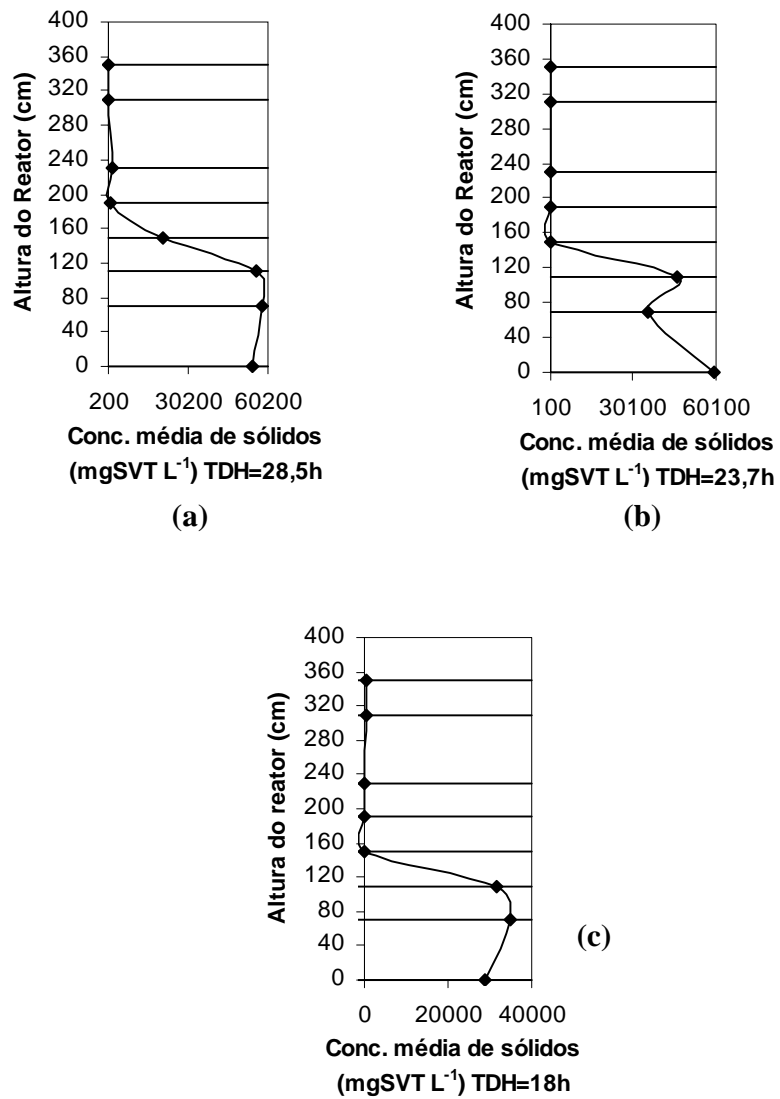 Altura do Reator (cm)
400
360
320
280
240
200
160
120
80
40
0
200 30200 60200
Conc. média de sólidos
(mgSVT L-1) TDH=28,5h
(a)
Altura do Reator (cm)
400
360
320
280
240
200
160
120
80
40
0
100 30100 60100
Conc. média de sólidos
(mgSVT L-1) TDH=23,7h
(b)
Altura do reator (cm)
400
360
320
280
240
200
160
120
80
40
0
0 20000 40000
Conc. média de sólidos
(mgSVT L-1) TDH=18h
(c)